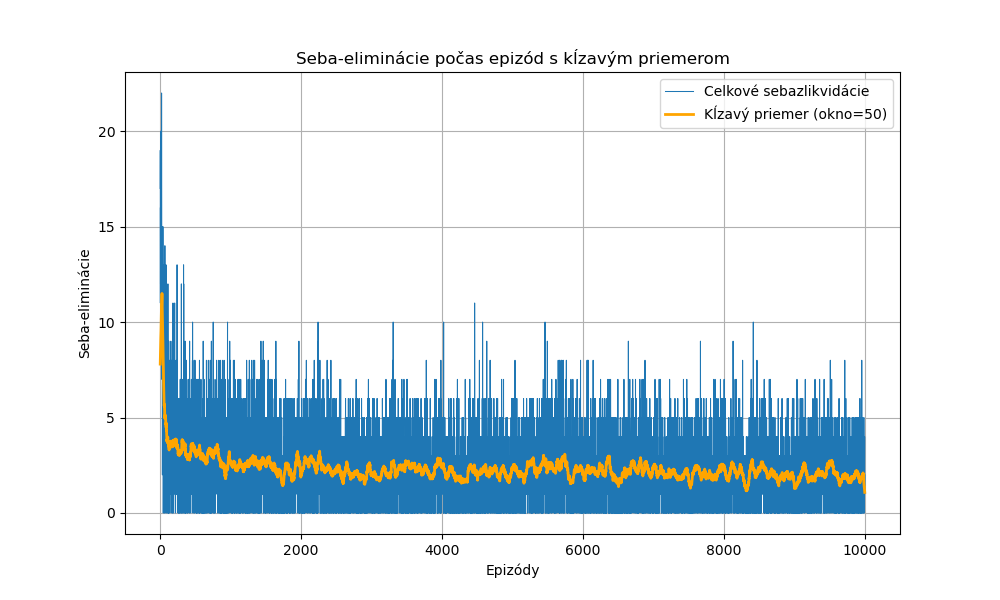 Seba-eliminácie počas epizód s kĺzavým priemerom
Celkové sebazlikvidácie
Kĺzavý priemer (okno=50)
Seba-eliminácie
20
15
10
5
0
0 2000 4000 6000 8000 10000
Epizódy